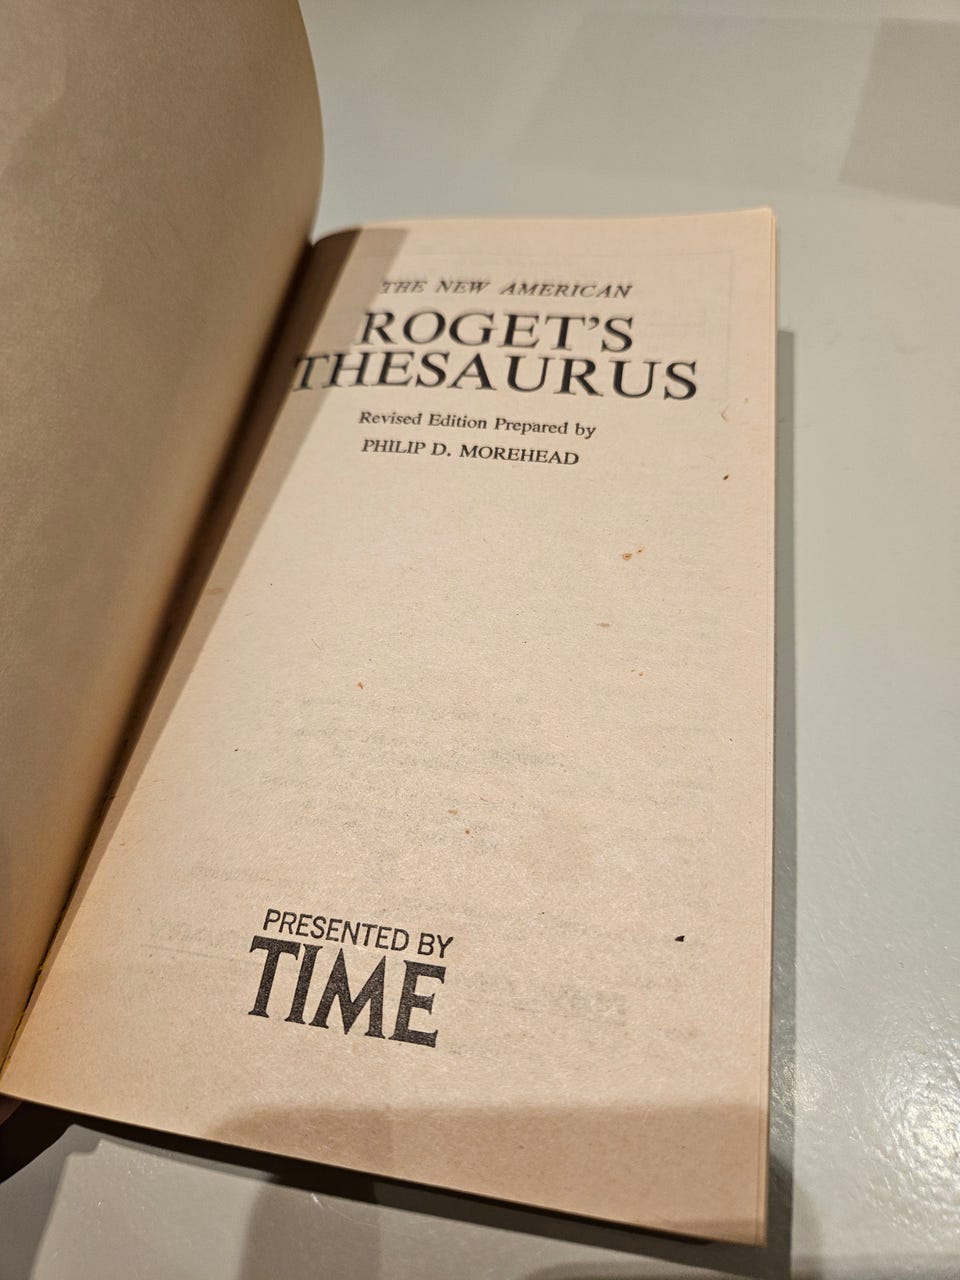 THE NEW AMERICAN
ROGET'S
THESAURUS
Revised Edition Prepared by
PHILIP D. MOREHEAD
PRESENTED BY
TIME